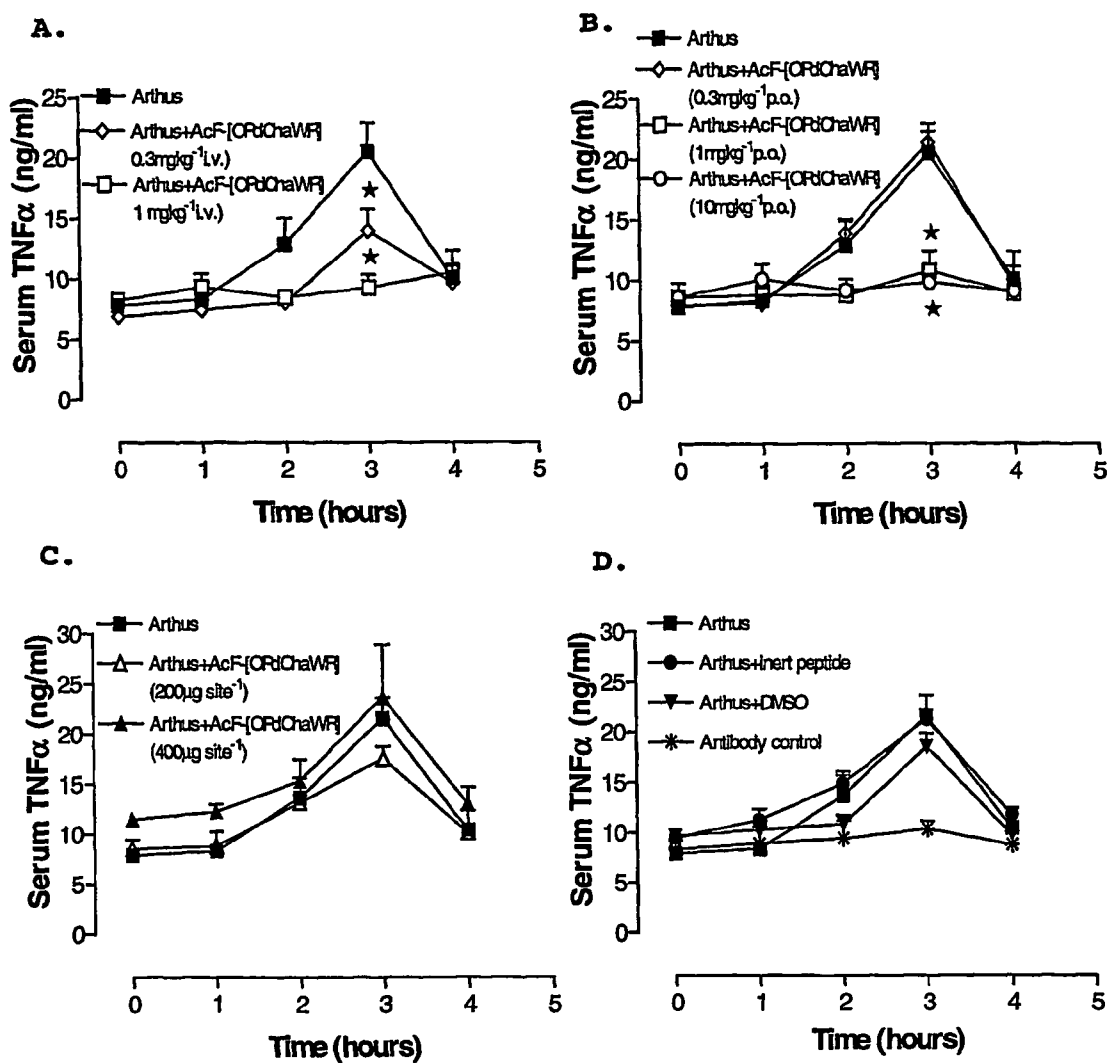 A.
Serum TNFα (ng/ml)
25
20
15
10
5
0
Arthus
Arthus+AcF-[OPdChaWR]
0.3mgkg⁻¹i.v.)
Arthus+AcF-[OPdChaWR]
1 mgkg⁻¹i.v.)
★
★
0 1 2 3 4 5
Time (hours)
B.
Serum TNFα (ng/ml)
25
20
15
10
5
0
Arthus
Arthus+AcF-[OPdChaWR]
(0.3mgkg⁻¹p.o.)
Arthus+AcF-[OPdChaWR]
(1mgkg⁻¹p.o.)
Arthus+AcF-[OPdChaWR]
(10mgkg⁻¹p.o.)
★
★
0 1 2 3 4 5
Time (hours)
C.
Serum TNFα (ng/ml)
30
25
20
15
10
5
0
Arthus
Arthus+AcF-[OPdChaWR]
(200μg site⁻¹)
Arthus+AcF-[OPdChaWR]
(400μg site⁻¹)
0 1 2 3 4 5
Time (hours)
D.
Serum TNFα (ng/ml)
30
25
20
15
10
5
0
Arthus
Arthus+Inert peptide
Arthus+DMSO
Antibody control
0 1 2 3 4 5
Time (hours)